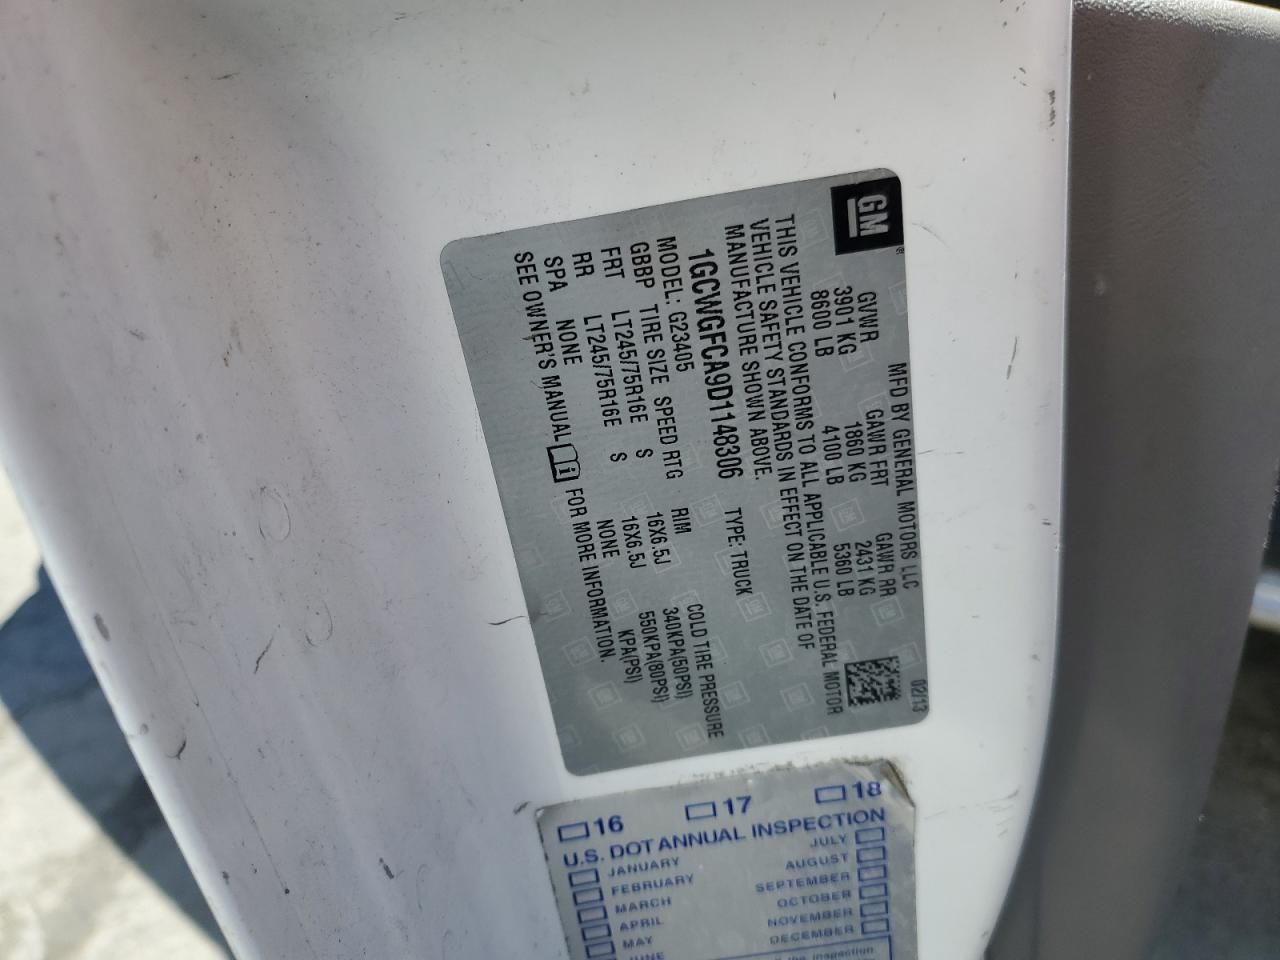 GM
MFD BY GENERAL MOTORS LLC 02/13
GVWR GAWR FRT GAWR RR
3901 KG 1860 KG 2431 KG
8600 LB 4100 LB 5360 LB
THIS VEHICLE CONFORMS TO ALL APPLICABLE U.S. FEDERAL MOTOR
VEHICLE SAFETY STANDARDS IN EFFECT ON THE DATE OF
MANUFACTURE SHOWN ABOVE.
1GCWGFCA9D1148306 TYPE: TRUCK
MODEL: G23405
GBBP TIRE SIZE SPEED RTG RIM COLD TIRE PRESSURE
FRT LT245/75R16E S 16X6.5J 340KPA(50PSI)
RR LT245/75R16E S 16X6.5J 550KPA(80PSI)
SPA NONE NONE KPA(PSI)
SEE OWNER'S MANUAL i FOR MORE INFORMATION.
16 17 18
U.S. DOT ANNUAL INSPECTION
JANUARY JULY
FEBRUARY AUGUST
MARCH SEPTEMBER
APRIL OCTOBER
MAY NOVEMBER
JUNE DECEMBER
the inspection